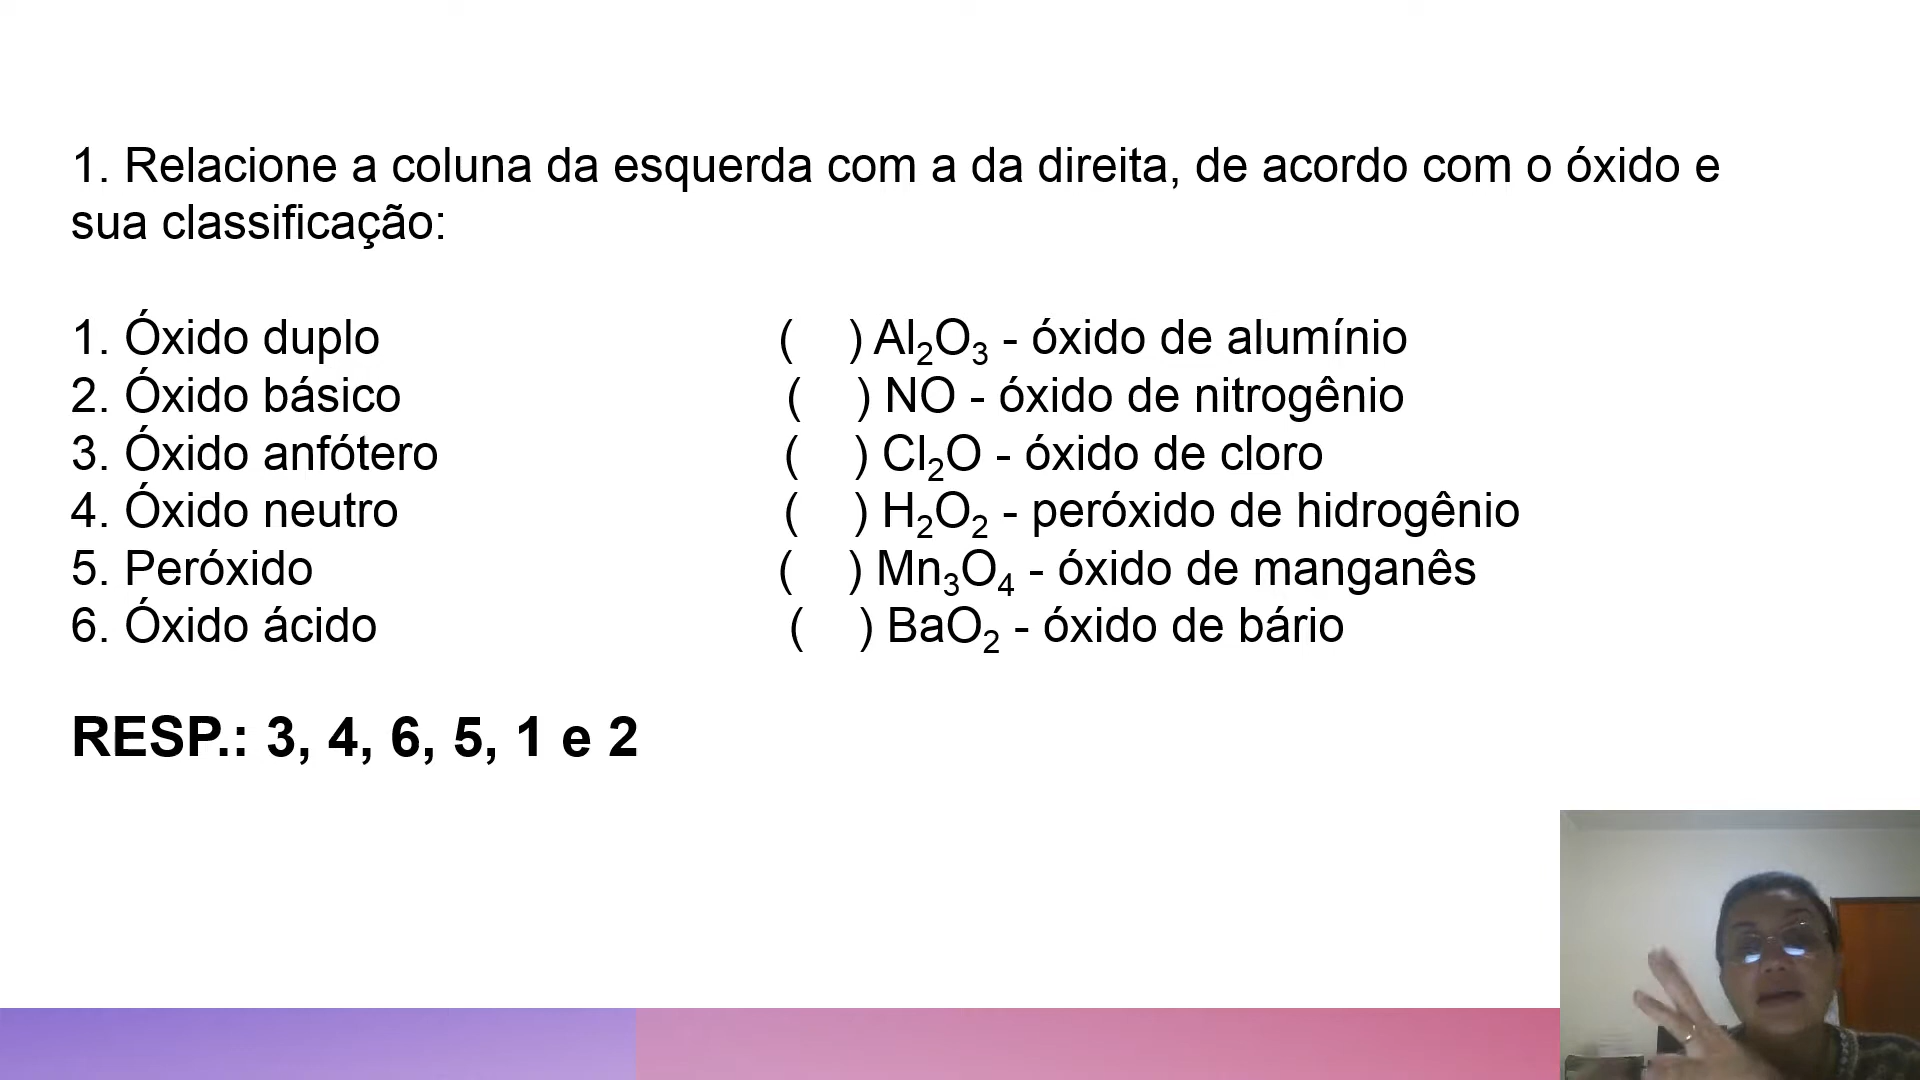 1. Relacione a coluna da esquerda com a da direita, de acordo com o óxido e
sua classificação:
1. Óxido duplo ( ) Al₂O₃ - óxido de alumínio
2. Óxido básico ( ) NO - óxido de nitrogênio
3. Óxido anfótero ( ) Cl₂O - óxido de cloro
4. Óxido neutro ( ) H₂O₂ - peróxido de hidrogênio
5. Peróxido ( ) Mn₃O₄ - óxido de manganês
6. Óxido ácido ( ) BaO₂ - óxido de bário
RESP.: 3, 4, 6, 5, 1 e 2